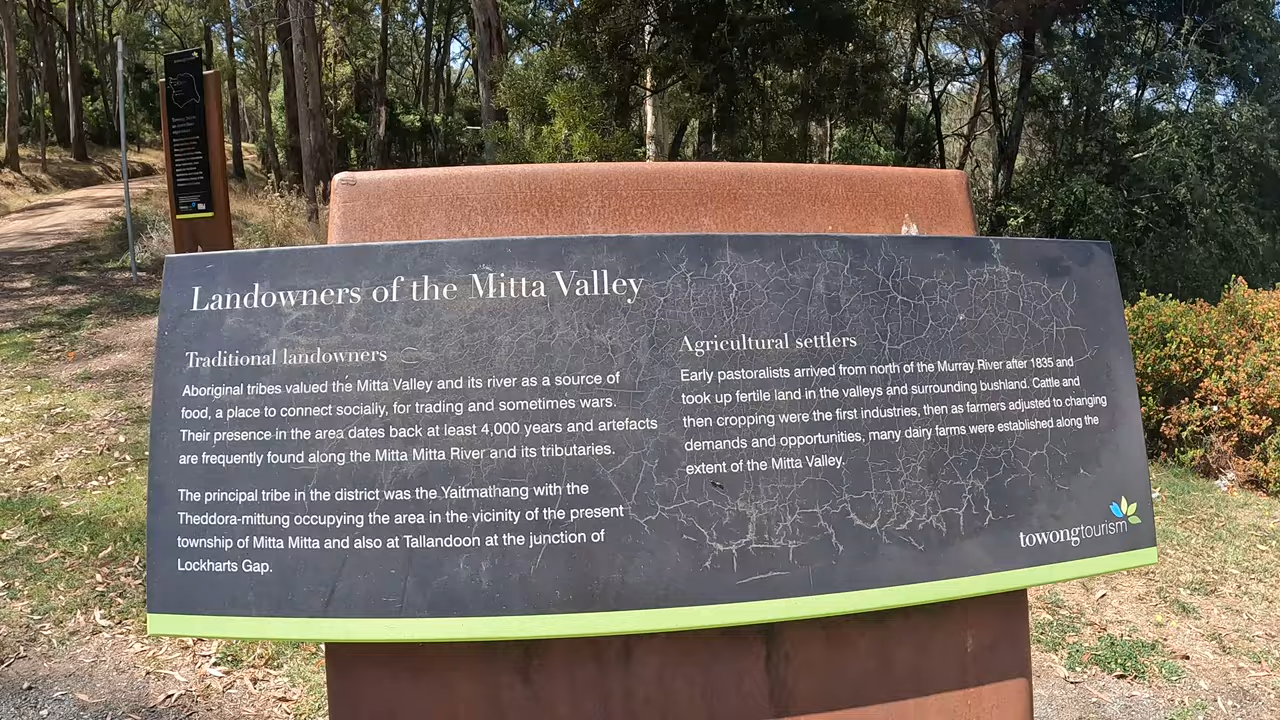 Landowners of the Mitta Valley
Traditional landowners
Aboriginal tribes valued the Mitta Valley and its river as a source of
food, a place to connect socially, for trading and sometimes wars.
Their presence in the area dates back at least 4,000 years and artefacts
are frequently found along the Mitta Mitta River and its tributaries.
The principal tribe in the district was the Yaitmathang with the
Theddora-mittung occupying the area in the vicinity of the present
township of Mitta Mitta and also at Tallandoon at the junction of
Lockharts Gap.
Agricultural settlers
Early pastoralists arrived from north of the Murray River after 1835 and
took up fertile land in the valleys and surrounding bushland. Cattle and
then cropping were the first industries, then as farmers adjusted to changing
demands and opportunities, many dairy farms were established along the
extent of the Mitta Valley.
towongtourism